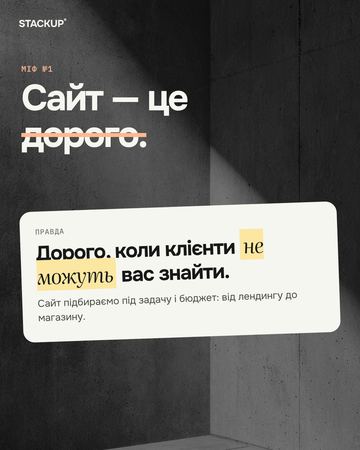 STACKUP®
МІФ №1
Сайт — це
дорого.
ПРАВДА
Дорого, коли клієнти не
можуть вас знайти.
Сайт підбираємо під задачу і бюджет: від лендингу до
магазину.